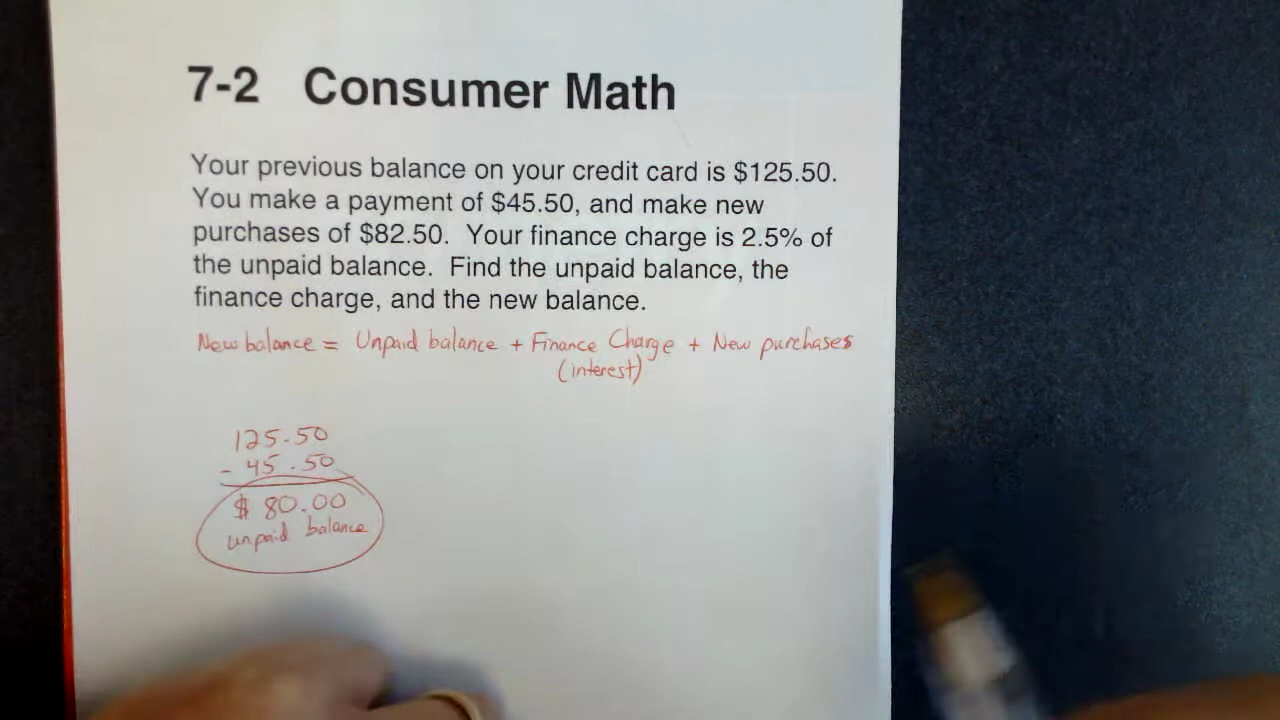 7-2 Consumer Math
Your previous balance on your credit card is $125.50.
You make a payment of $45.50, and make new
purchases of $82.50. Your finance charge is 2.5% of
the unpaid balance. Find the unpaid balance, the
finance charge, and the new balance.
New balance = Unpaid balance + Finance Charge + New purchases
(interest)
125.50
- 45.50
$ 80.00
unpaid balance